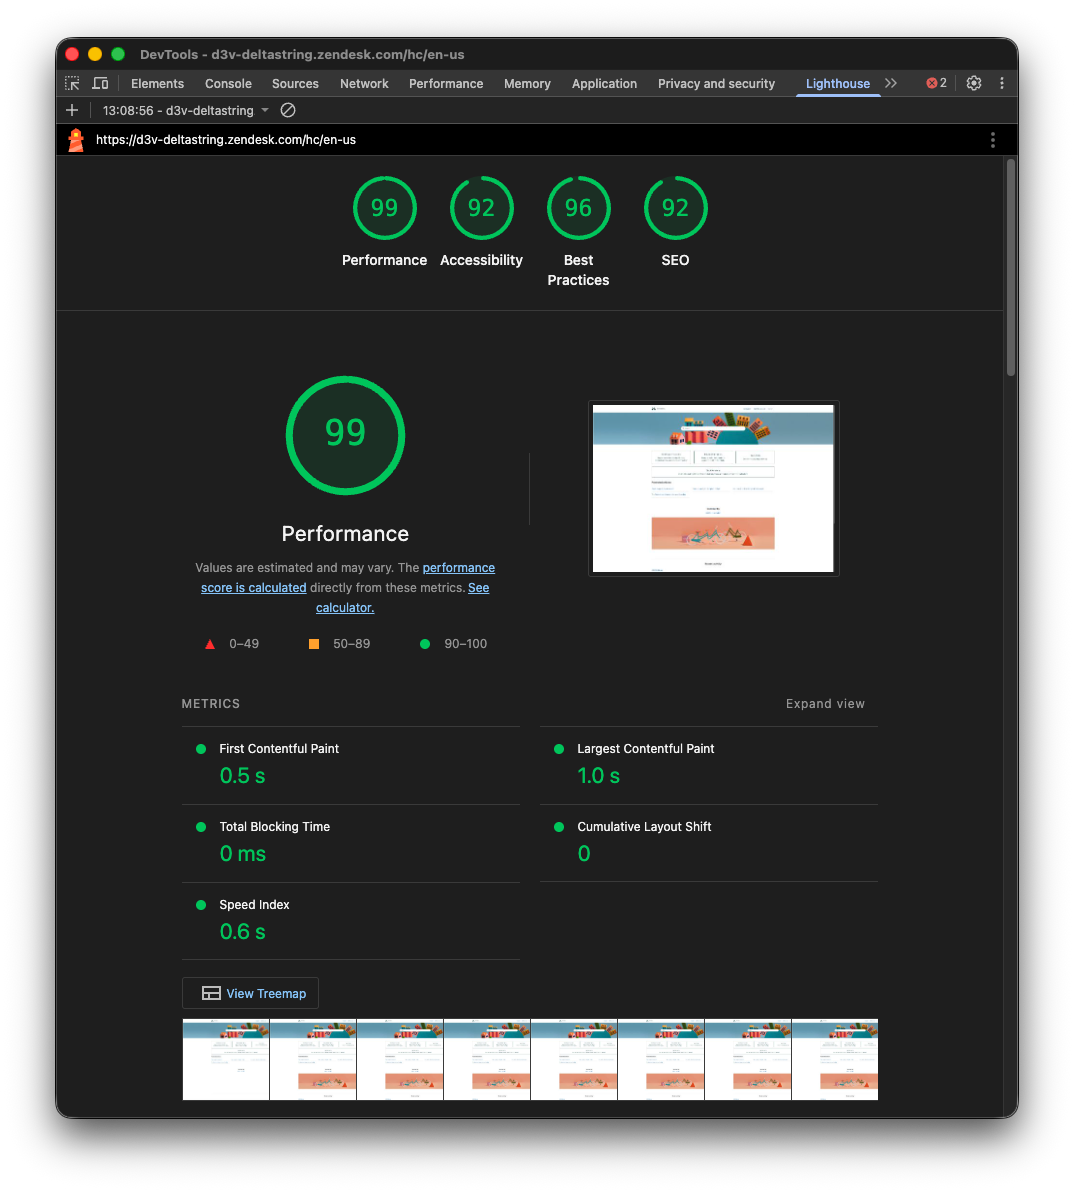 DevTools - d3v-deltastring.zendesk.com/hc/en-us
Elements Console Sources Network Performance Memory Application Privacy and security Lighthouse 2
13:08:56 - d3v-deltastring
https://d3v-deltastring.zendesk.com/hc/en-us
99 92 96 92
Performance Accessibility Best SEO
Practices
99
Performance
Values are estimated and may vary. The performance
score is calculated directly from these metrics. See
calculator.
0–49 50–89 90–100
METRICS Expand view
First Contentful Paint Largest Contentful Paint
0.5 s 1.0 s
Total Blocking Time Cumulative Layout Shift
0 ms 0
Speed Index
0.6 s
View Treemap